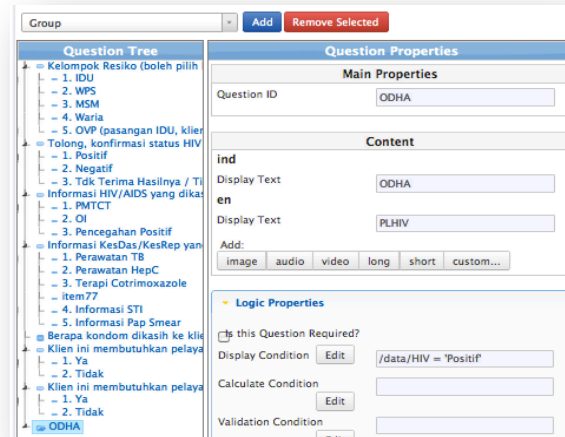 Group
Add
Remove Selected
Question Tree
Kelompok Resiko (boleh pilih
1. IDU
2. WPS
3. MSM
4. Waria
5. OVP (pasangan IDU, klier
Tolong, konfirmasi status HIV
1. Positif
2. Negatif
3. Tdk Terima Hasilnya / Ti
Informasi HIV/AIDS yang dikas
1. PMTCT
2. OI
3. Pencegahan Positif
Informasi KesDas/KesRep yang
1. Perawatan TB
2. Perawatan HepC
3. Terapi Cotrimoxazole
item77
4. Informasi STI
5. Informasi Pap Smear
Berapa kondom dikasih ke klie
Klien ini membutuhkan pelaya
1. Ya
2. Tidak
Klien ini membutuhkan pelaya
1. Ya
2. Tidak
ODHA
Question Properties
Main Properties
Question ID
ODHA
Content
ind
Display Text
ODHA
en
Display Text
PLHIV
Add:
image audio video long short custom...
Logic Properties
Is this Question Required?
Display Condition Edit /data/HIV = 'Positif'
Calculate Condition
Edit
Validation Condition